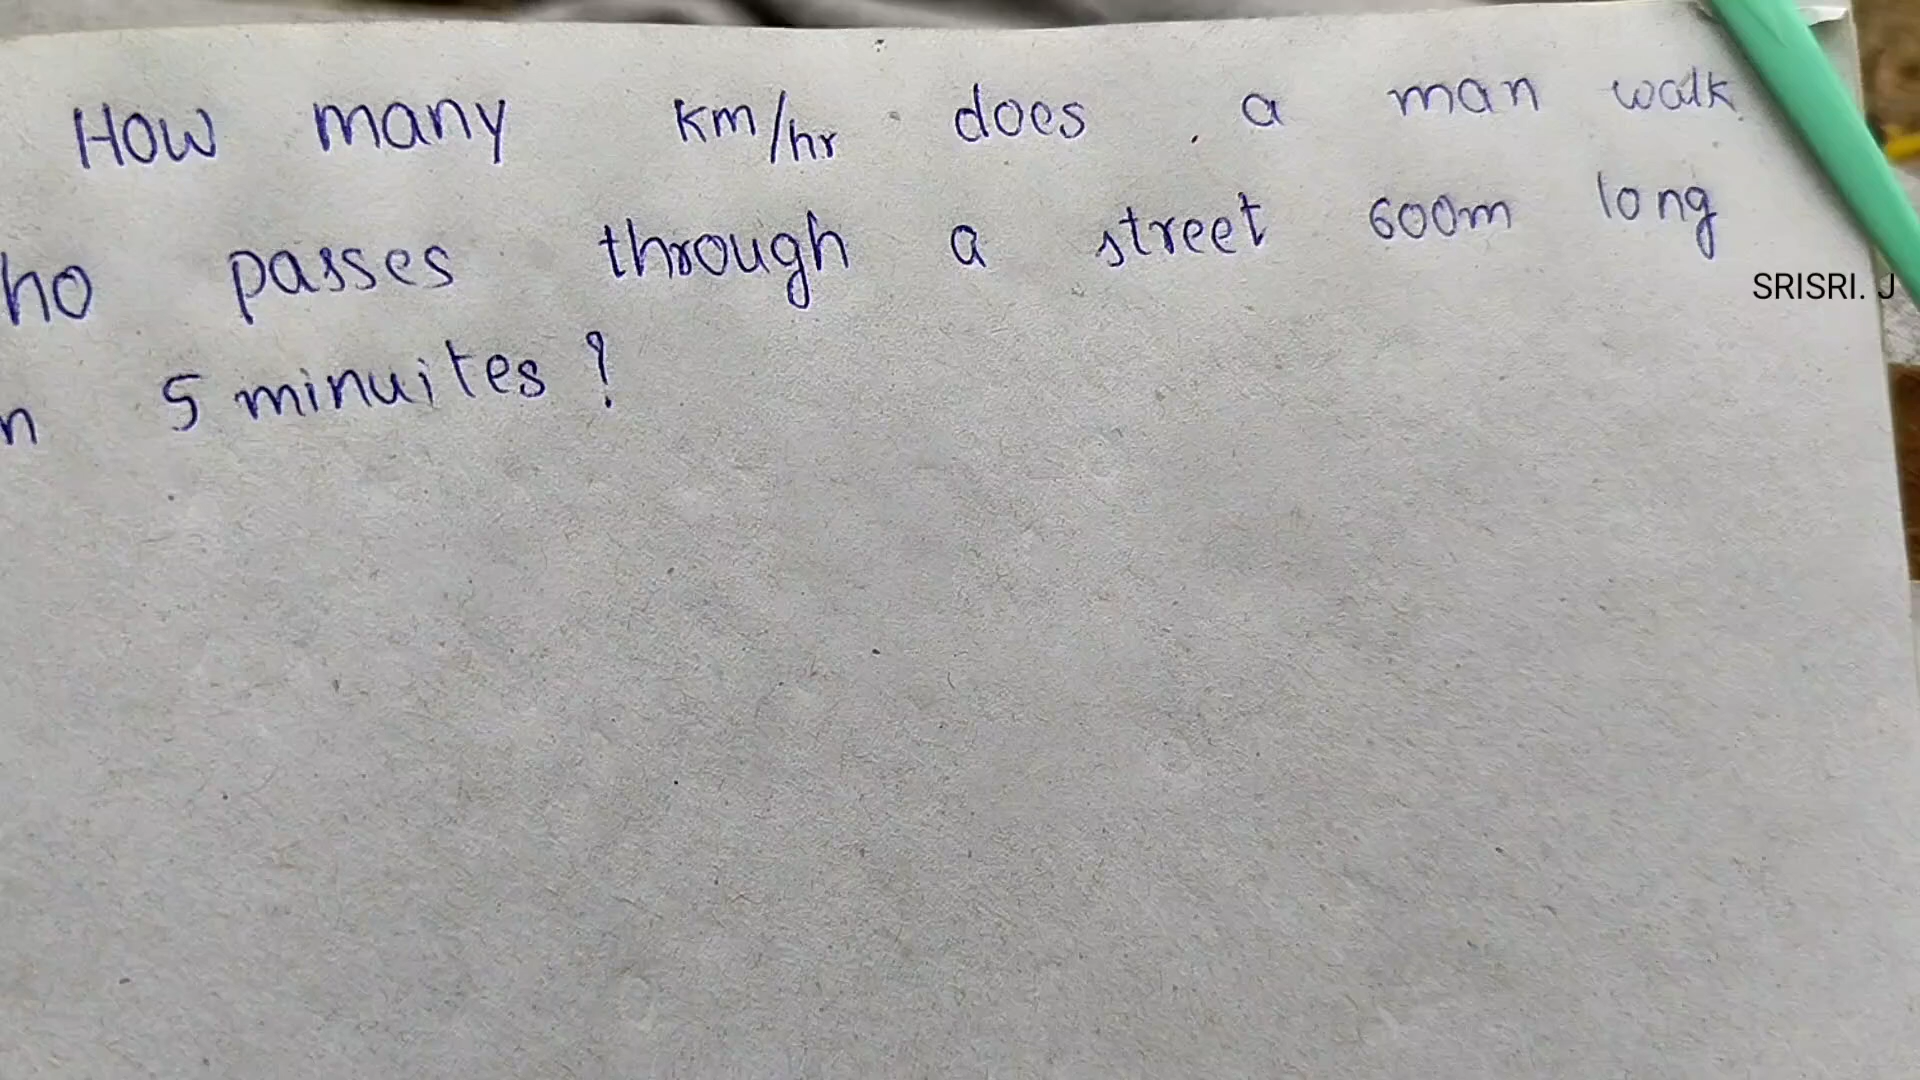 How many km/hr does a man walk
ho passes through a street 600m long
SRISRI. J
n 5 minuites ?